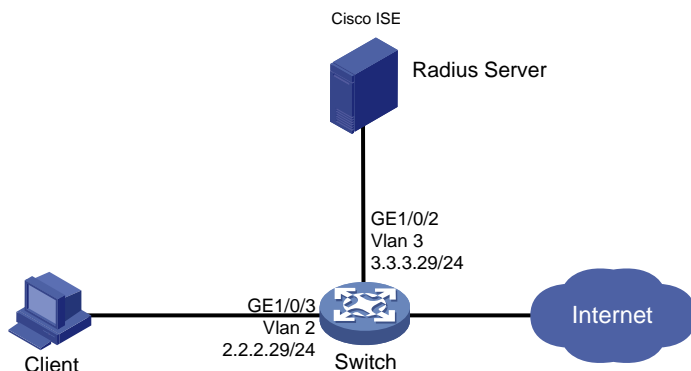 Cisco ISE
Radius Server
GE1/0/2
Vlan 3
3.3.3.29/24
GE1/0/3
Vlan 2
2.2.2.29/24
Client
Switch
Internet